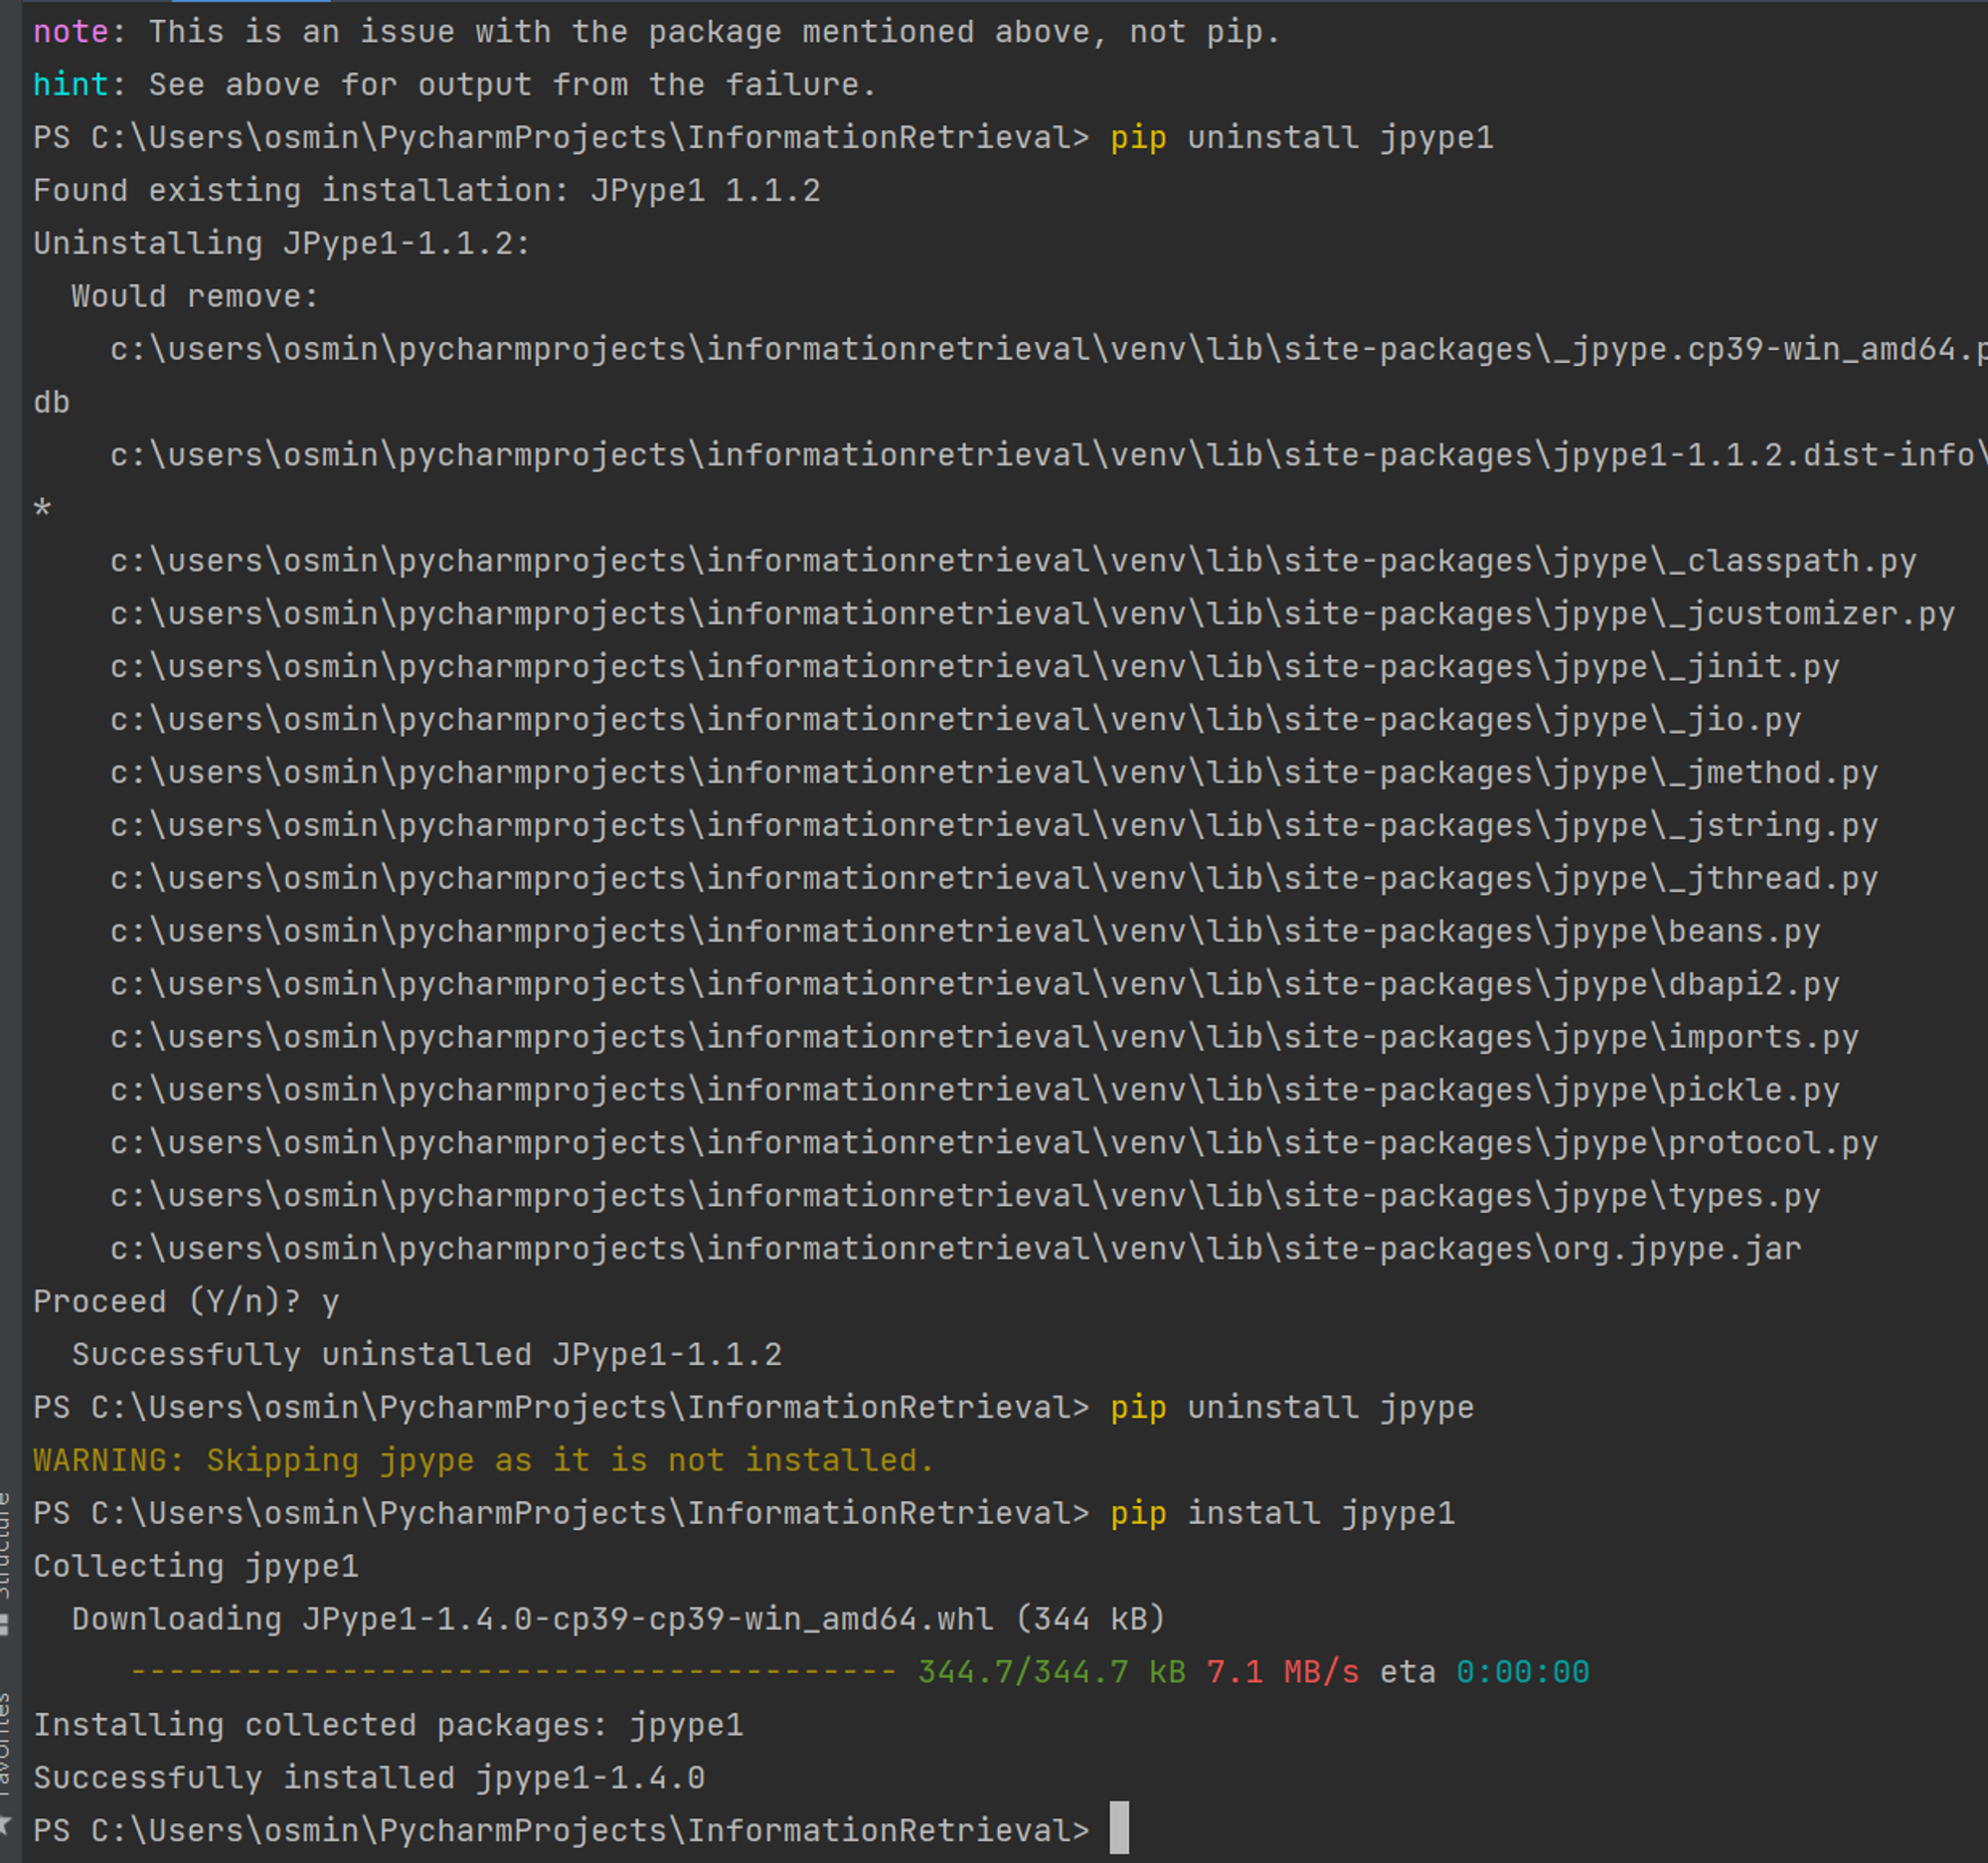 note: This is an issue with the package mentioned above, not pip.
hint: See above for output from the failure.
PS C:\Users\osmin\PycharmProjects\InformationRetrieval> pip uninstall jpype1
Found existing installation: JPype1 1.1.2
Uninstalling JPype1-1.1.2:
  Would remove:
    c:\users\osmin\pycharmprojects\informationretrieval\venv\lib\site-packages\_jpype.cp39-win_amd64.p
db
    c:\users\osmin\pycharmprojects\informationretrieval\venv\lib\site-packages\jpype1-1.1.2.dist-info\
*
    c:\users\osmin\pycharmprojects\informationretrieval\venv\lib\site-packages\jpype\_classpath.py
    c:\users\osmin\pycharmprojects\informationretrieval\venv\lib\site-packages\jpype\_jcustomizer.py
    c:\users\osmin\pycharmprojects\informationretrieval\venv\lib\site-packages\jpype\_jinit.py
    c:\users\osmin\pycharmprojects\informationretrieval\venv\lib\site-packages\jpype\_jio.py
    c:\users\osmin\pycharmprojects\informationretrieval\venv\lib\site-packages\jpype\_jmethod.py
    c:\users\osmin\pycharmprojects\informationretrieval\venv\lib\site-packages\jpype\_jstring.py
    c:\users\osmin\pycharmprojects\informationretrieval\venv\lib\site-packages\jpype\_jthread.py
    c:\users\osmin\pycharmprojects\informationretrieval\venv\lib\site-packages\jpype\beans.py
    c:\users\osmin\pycharmprojects\informationretrieval\venv\lib\site-packages\jpype\dbapi2.py
    c:\users\osmin\pycharmprojects\informationretrieval\venv\lib\site-packages\jpype\imports.py
    c:\users\osmin\pycharmprojects\informationretrieval\venv\lib\site-packages\jpype\pickle.py
    c:\users\osmin\pycharmprojects\informationretrieval\venv\lib\site-packages\jpype\protocol.py
    c:\users\osmin\pycharmprojects\informationretrieval\venv\lib\site-packages\jpype\types.py
    c:\users\osmin\pycharmprojects\informationretrieval\venv\lib\site-packages\org.jpype.jar
Proceed (Y/n)? y
  Successfully uninstalled JPype1-1.1.2
PS C:\Users\osmin\PycharmProjects\InformationRetrieval> pip uninstall jpype
WARNING: Skipping jpype as it is not installed.
PS C:\Users\osmin\PycharmProjects\InformationRetrieval> pip install jpype1
Collecting jpype1
  Downloading JPype1-1.4.0-cp39-cp39-win_amd64.whl (344 kB)
     ---------------------------------------- 344.7/344.7 kB 7.1 MB/s eta 0:00:00
Installing collected packages: jpype1
Successfully installed jpype1-1.4.0
PS C:\Users\osmin\PycharmProjects\InformationRetrieval>
Structure
Favorites